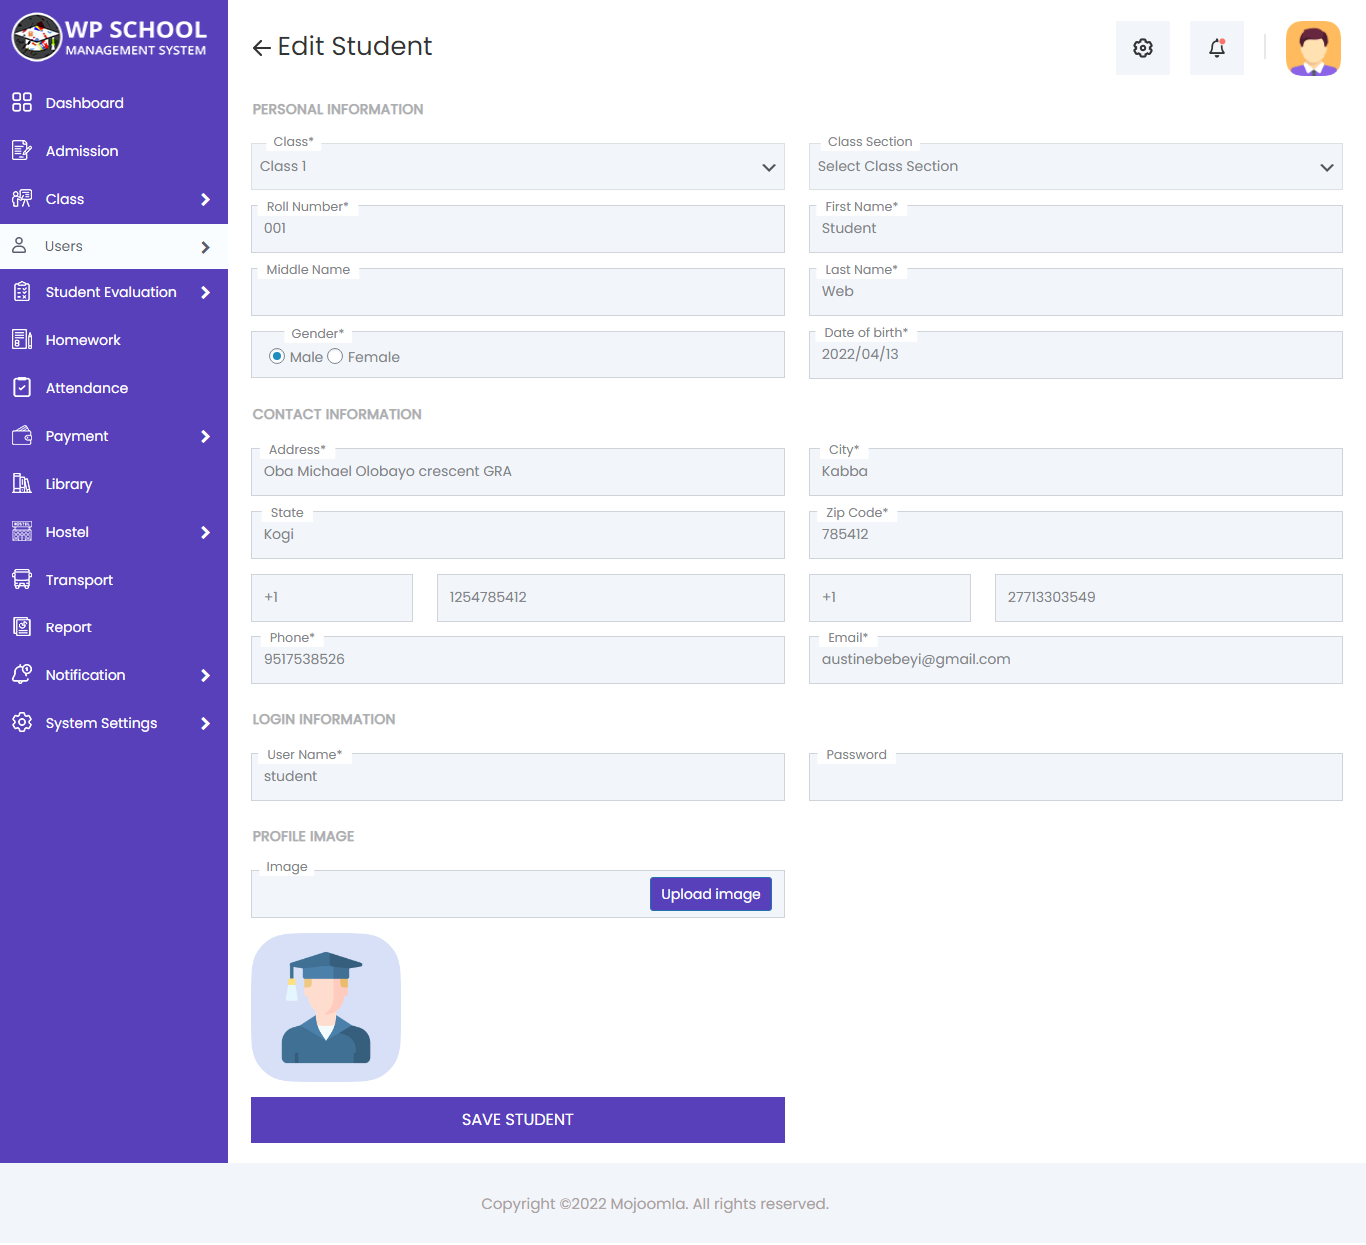 WP SCHOOL
MANAGEMENT SYSTEM
Dashboard
Admission
Class
Users
Student Evaluation
Homework
Attendance
Payment
Library
Hostel
Transport
Report
Notification
System Settings
Edit Student
PERSONAL INFORMATION
Class*
Class 1
Class Section
Select Class Section
Roll Number*
001
First Name*
Student
Middle Name
Last Name*
Web
Gender*
Male Female
Date of birth*
2022/04/13
CONTACT INFORMATION
Address*
Oba Michael Olobayo crescent GRA
City*
Kabba
State
Kogi
Zip Code*
785412
+1 1254785412
+1 27713303549
Phone*
9517538526
Email*
austinebebeyi@gmail.com
LOGIN INFORMATION
User Name*
student
Password
PROFILE IMAGE
Image
Upload image
SAVE STUDENT
Copyright ©2022 Mojoomla. All rights reserved.